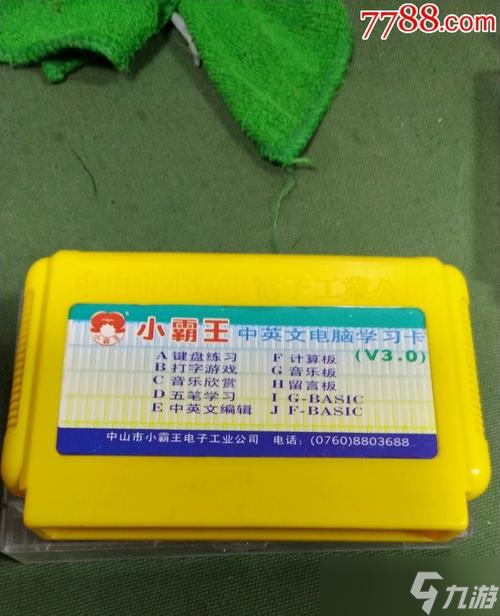 7788.com
小霸王 中英文电脑学习卡
(V3.0)
A 键盘练习 F 计算板
B 打字游戏 G 音乐板
C 音乐欣赏 H 留言板
D 五笔学习 I G-BASIC
E 中英文编辑 J F-BASIC
中山市小霸王电子工业公司 电话:(0760)8803688
九游